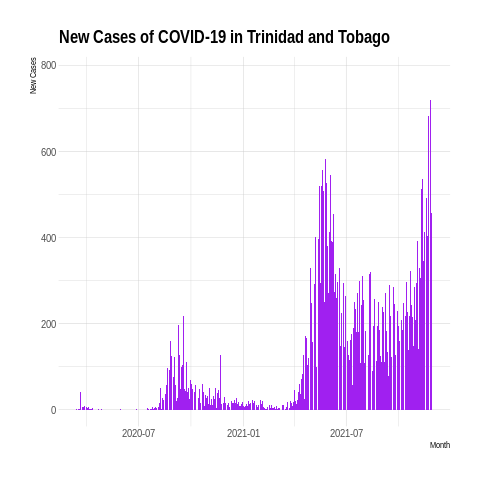 New Cases of COVID-19 in Trinidad and Tobago
New Cases
800
600
400
200
0
2020-07
2021-01
2021-07
Month